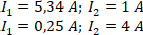 I₁ = 5,34 A; I₂ = 1 A
I₁ = 0,25 A; I₂ = 4 A